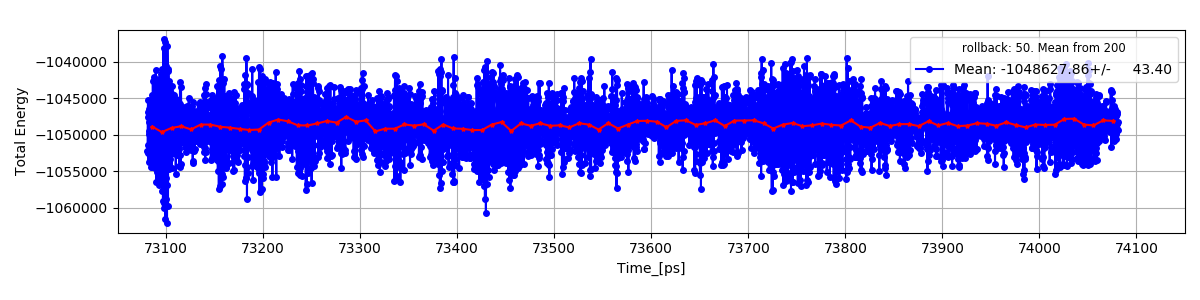 rollback: 50. Mean from 200
Mean: -1048627.86+/- 43.40
Total Energy
−1040000
−1045000
−1050000
−1055000
−1060000
73100 73200 73300 73400 73500 73600 73700 73800 73900 74000 74100
Time_[ps]